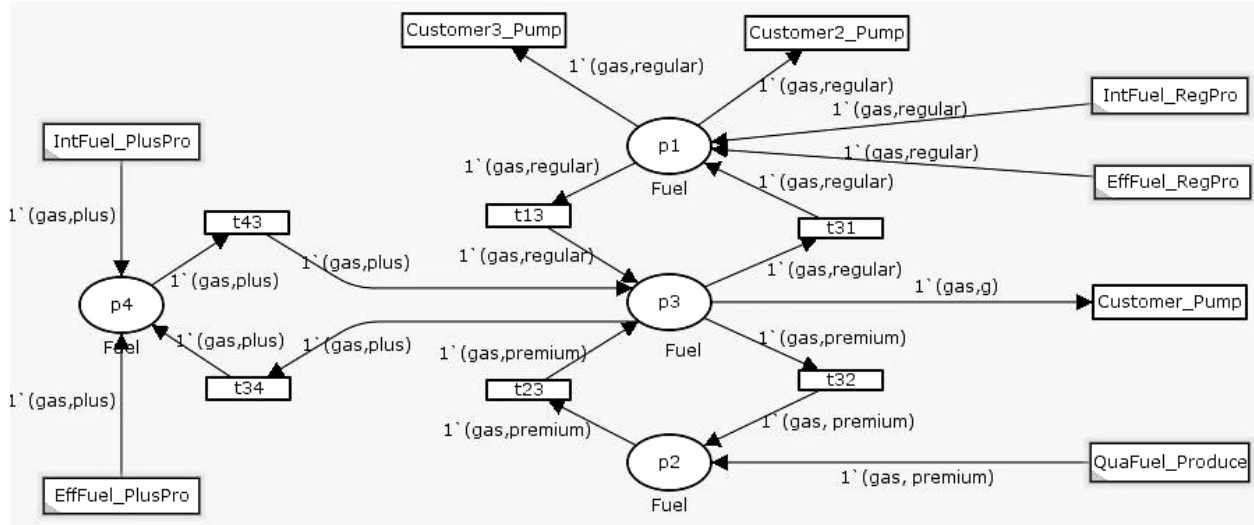 Customer3_Pump
Customer2_Pump
1`(gas,regular)
1`(gas,regular)
IntFuel_RegPro
1`(gas,regular)
IntFuel_PlusPro
p1
1`(gas,regular)
1`(gas,regular)
EffFuel_RegPro
Fuel
1`(gas,regular)
1`(gas,plus)
t43
t13
t31
1`(gas,plus)
1`(gas,regular)
1`(gas,plus)
1`(gas,regular)
1`(gas,g)
p4
p3
Customer_Pump
Fuel
1`(gas,plus)
1`(gas,plus)
Fuel
1`(gas,premium)
1`(gas,premium)
t34
t23
t32
1`(gas,plus)
1`(gas,premium)
1`(gas, premium)
p2
QuaFuel_Produce
1`(gas, premium)
EffFuel_PlusPro
Fuel